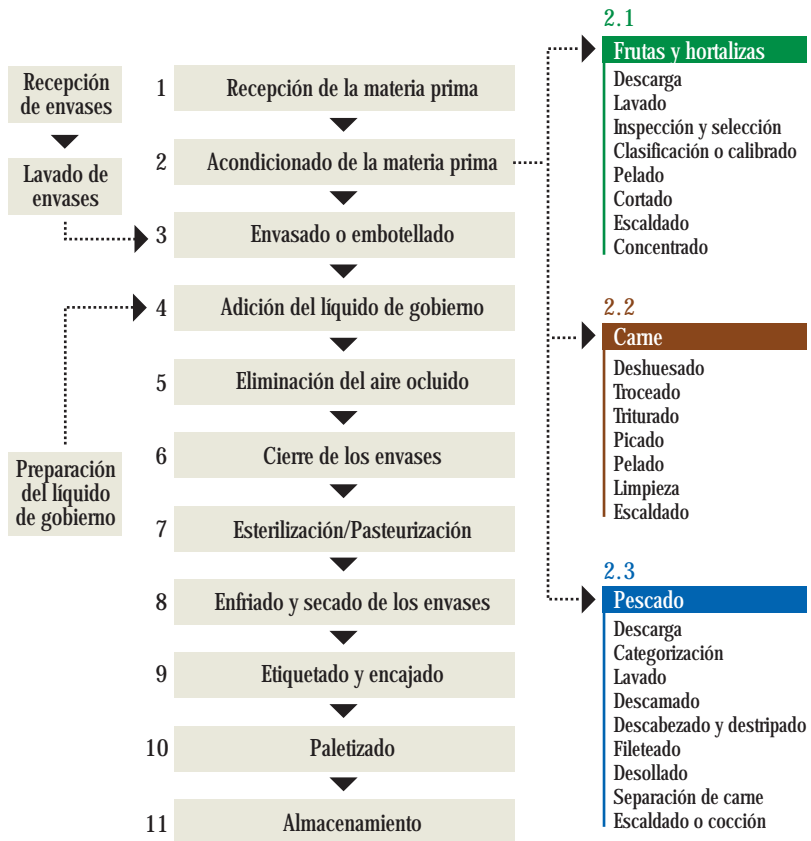 Recepción
de envases
Lavado de
envases
Preparación
del líquido
de gobierno
1 Recepción de la materia prima
2 Acondicionado de la materia prima
3 Envasado o embotellado
4 Adición del líquido de gobierno
5 Eliminación del aire ocluido
6 Cierre de los envases
7 Esterilización/Pasteurización
8 Enfriado y secado de los envases
9 Etiquetado y encajado
10 Paletizado
11 Almacenamiento
2.1
Frutas y hortalizas
Descarga
Lavado
Inspección y selección
Clasificación o calibrado
Pelado
Cortado
Escaldado
Concentrado
2.2
Carne
Deshuesado
Troceado
Triturado
Picado
Pelado
Limpieza
Escaldado
2.3
Pescado
Descarga
Categorización
Lavado
Descamado
Descabezado y destripado
Fileteado
Desollado
Separación de carne
Escaldado o cocción